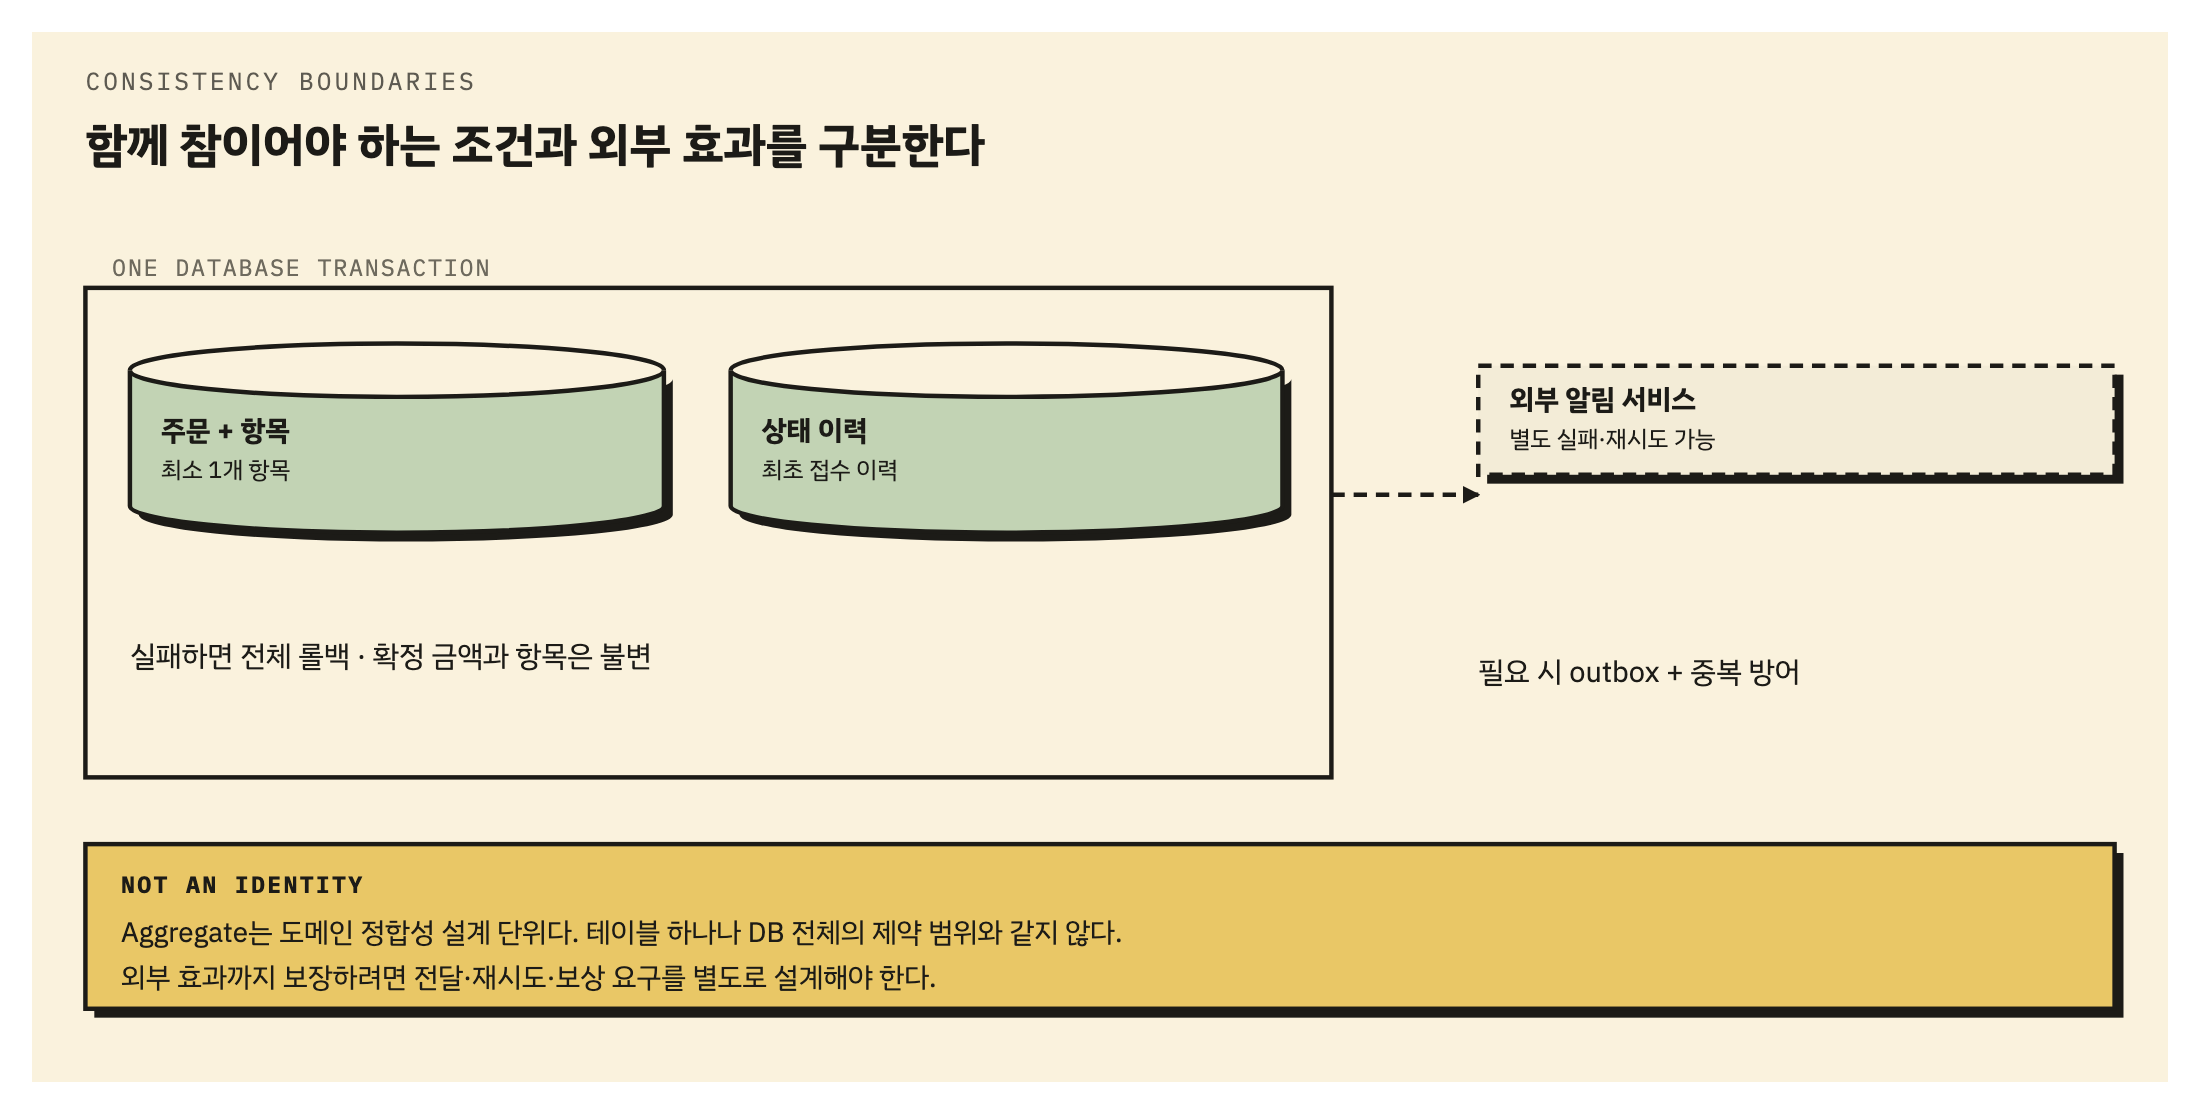 CONSISTENCY BOUNDARIES
함께 참이어야 하는 조건과 외부 효과를 구분한다
ONE DATABASE TRANSACTION
주문 + 항목
최소 1개 항목
상태 이력
최초 접수 이력
외부 알림 서비스
별도 실패·재시도 가능
실패하면 전체 롤백 · 확정 금액과 항목은 불변
필요 시 outbox + 중복 방어
NOT AN IDENTITY
Aggregate는 도메인 정합성 설계 단위다. 테이블 하나나 DB 전체의 제약 범위와 같지 않다.
외부 효과까지 보장하려면 전달·재시도·보상 요구를 별도로 설계해야 한다.